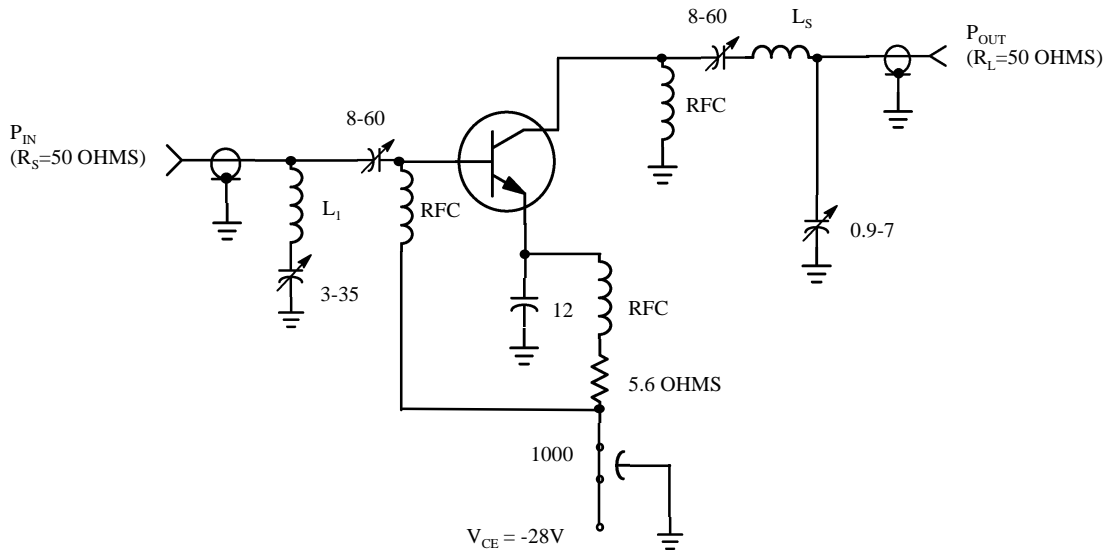 8-60
L_S
P_OUT
(R_L=50 OHMS)
RFC
8-60
P_IN
(R_S=50 OHMS)
L_1
RFC
0.9-7
3-35
12
RFC
5.6 OHMS
1000
V_CE = -28V